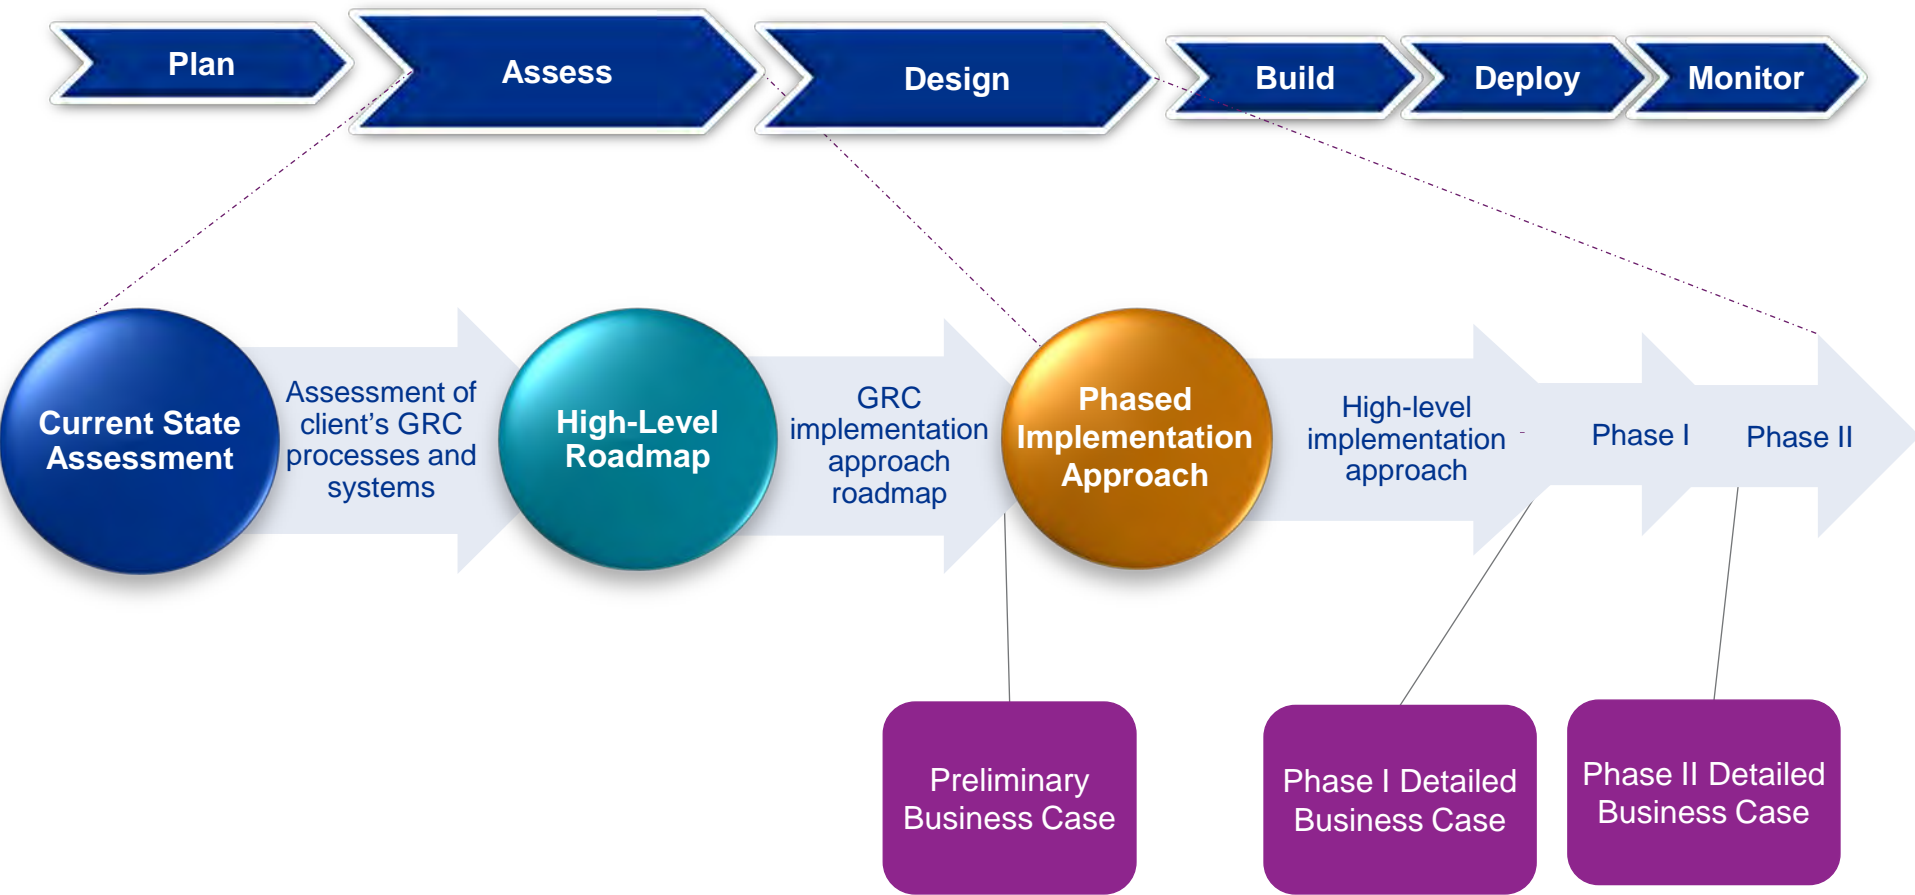 Plan
Assess
Design
Build
Deploy
Monitor
Current State
Assessment
Assessment of
client's GRC
processes and
systems
High-Level
Roadmap
GRC
implementation
approach
roadmap
Phased
Implementation
Approach
High-level
implementation
approach
Phase I
Phase II
Preliminary
Business Case
Phase I Detailed
Business Case
Phase II Detailed
Business Case